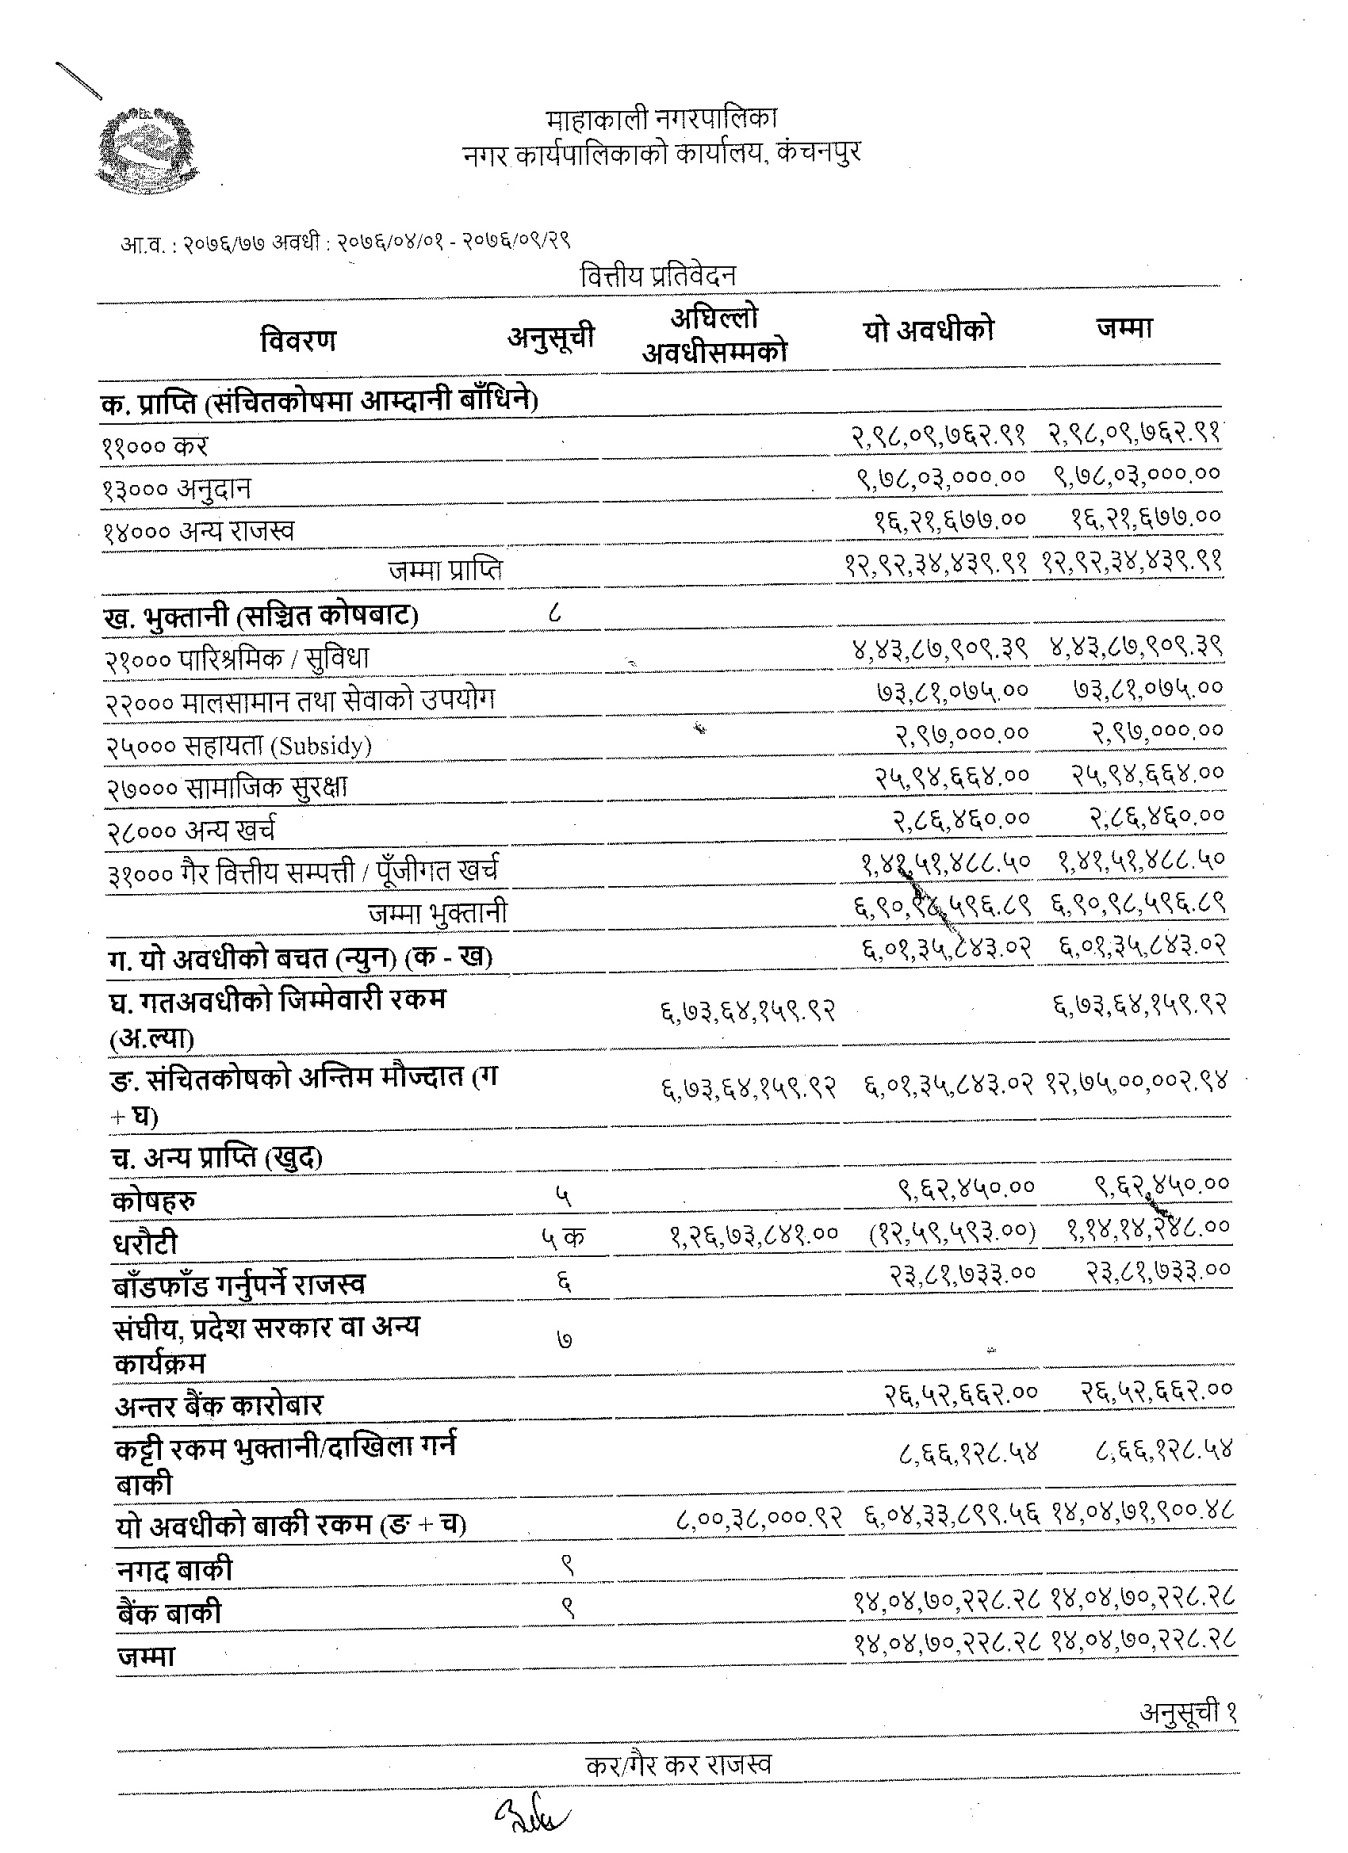 माहाकाली नगरपालिका
नगर कार्यपालिकाको कार्यालय, कंचनपुर
आ.व. : २०७६/७७ अवधी : २०७६/०४/०१ - २०७६/०९/२९
वित्तीय प्रतिवेदन
विवरण अनुसूची अघिल्लो अवधीसम्मको यो अवधीको जम्मा
क. प्राप्ति (संचितकोषमा आम्दानी बाँधिने)
११००० कर २,९८,०९,७६२.९१ २,९८,०९,७६२.९१
१३००० अनुदान ९,७८,०३,०००.०० ९,७८,०३,०००.००
१४००० अन्य राजस्व १६,२१,६७७.०० १६,२१,६७७.००
जम्मा प्राप्ति १२,९२,३४,४३९.९१ १२,९२,३४,४३९.९१
ख. भुक्तानी (सञ्चित कोषबाट) ८
२१००० पारिश्रमिक / सुविधा ४,४३,८७,९०९.३९ ४,४३,८७,९०९.३९
२२००० मालसामान तथा सेवाको उपयोग ७३,८१,०७५.०० ७३,८१,०७५.००
२५००० सहायता (Subsidy) २,९७,०००.०० २,९७,०००.००
२७००० सामाजिक सुरक्षा २५,९४,६६४.०० २५,९४,६६४.००
२८००० अन्य खर्च २,८६,४६०.०० २,८६,४६०.००
३१००० गैर वित्तीय सम्पत्ती / पूँजीगत खर्च १,४१,५१,४८८.५० १,४१,५१,४८८.५०
जम्मा भुक्तानी ६,९०,९८,५९६.८९ ६,९०,९८,५९६.८९
ग. यो अवधीको बचत (न्युन) (क - ख) ६,०१,३५,८४३.०२ ६,०१,३५,८४३.०२
घ. गतअवधीको जिम्मेवारी रकम ६,७३,६४,१५९.९२ ६,७३,६४,१५९.९२
(अ.ल्या)
ङ. संचितकोषको अन्तिम मौज्दात (ग ६,७३,६४,१५९.९२ ६,०१,३५,८४३.०२ १२,७५,००,००२.९४
+ घ)
च. अन्य प्राप्ति (खुद)
कोषहरु ५ ९,६२,४५०.०० ९,६२,४५०.००
धरौटी ५ क १,२६,७३,८४१.०० (१२,५९,५९३.००) १,१४,१४,२४८.००
बाँडफाँड गर्नुपर्ने राजस्व ६ २३,८१,७३३.०० २३,८१,७३३.००
संघीय, प्रदेश सरकार वा अन्य ७
कार्यक्रम
अन्तर बैंक कारोबार २६,५२,६६२.०० २६,५२,६६२.००
कट्टी रकम भुक्तानी/दाखिला गर्न ८,६६,१२८.५४ ८,६६,१२८.५४
बाकी
यो अवधीको बाकी रकम (ङ + च) ८,००,३८,०००.९२ ६,०४,३३,८९९.५६ १४,०४,७१,९००.४८
नगद बाकी ९
बैंक बाकी ९ १४,०४,७०,२२८.२८ १४,०४,७०,२२८.२८
जम्मा १४,०४,७०,२२८.२८ १४,०४,७०,२२८.२८
अनुसूची १
कर/गैर कर राजस्व